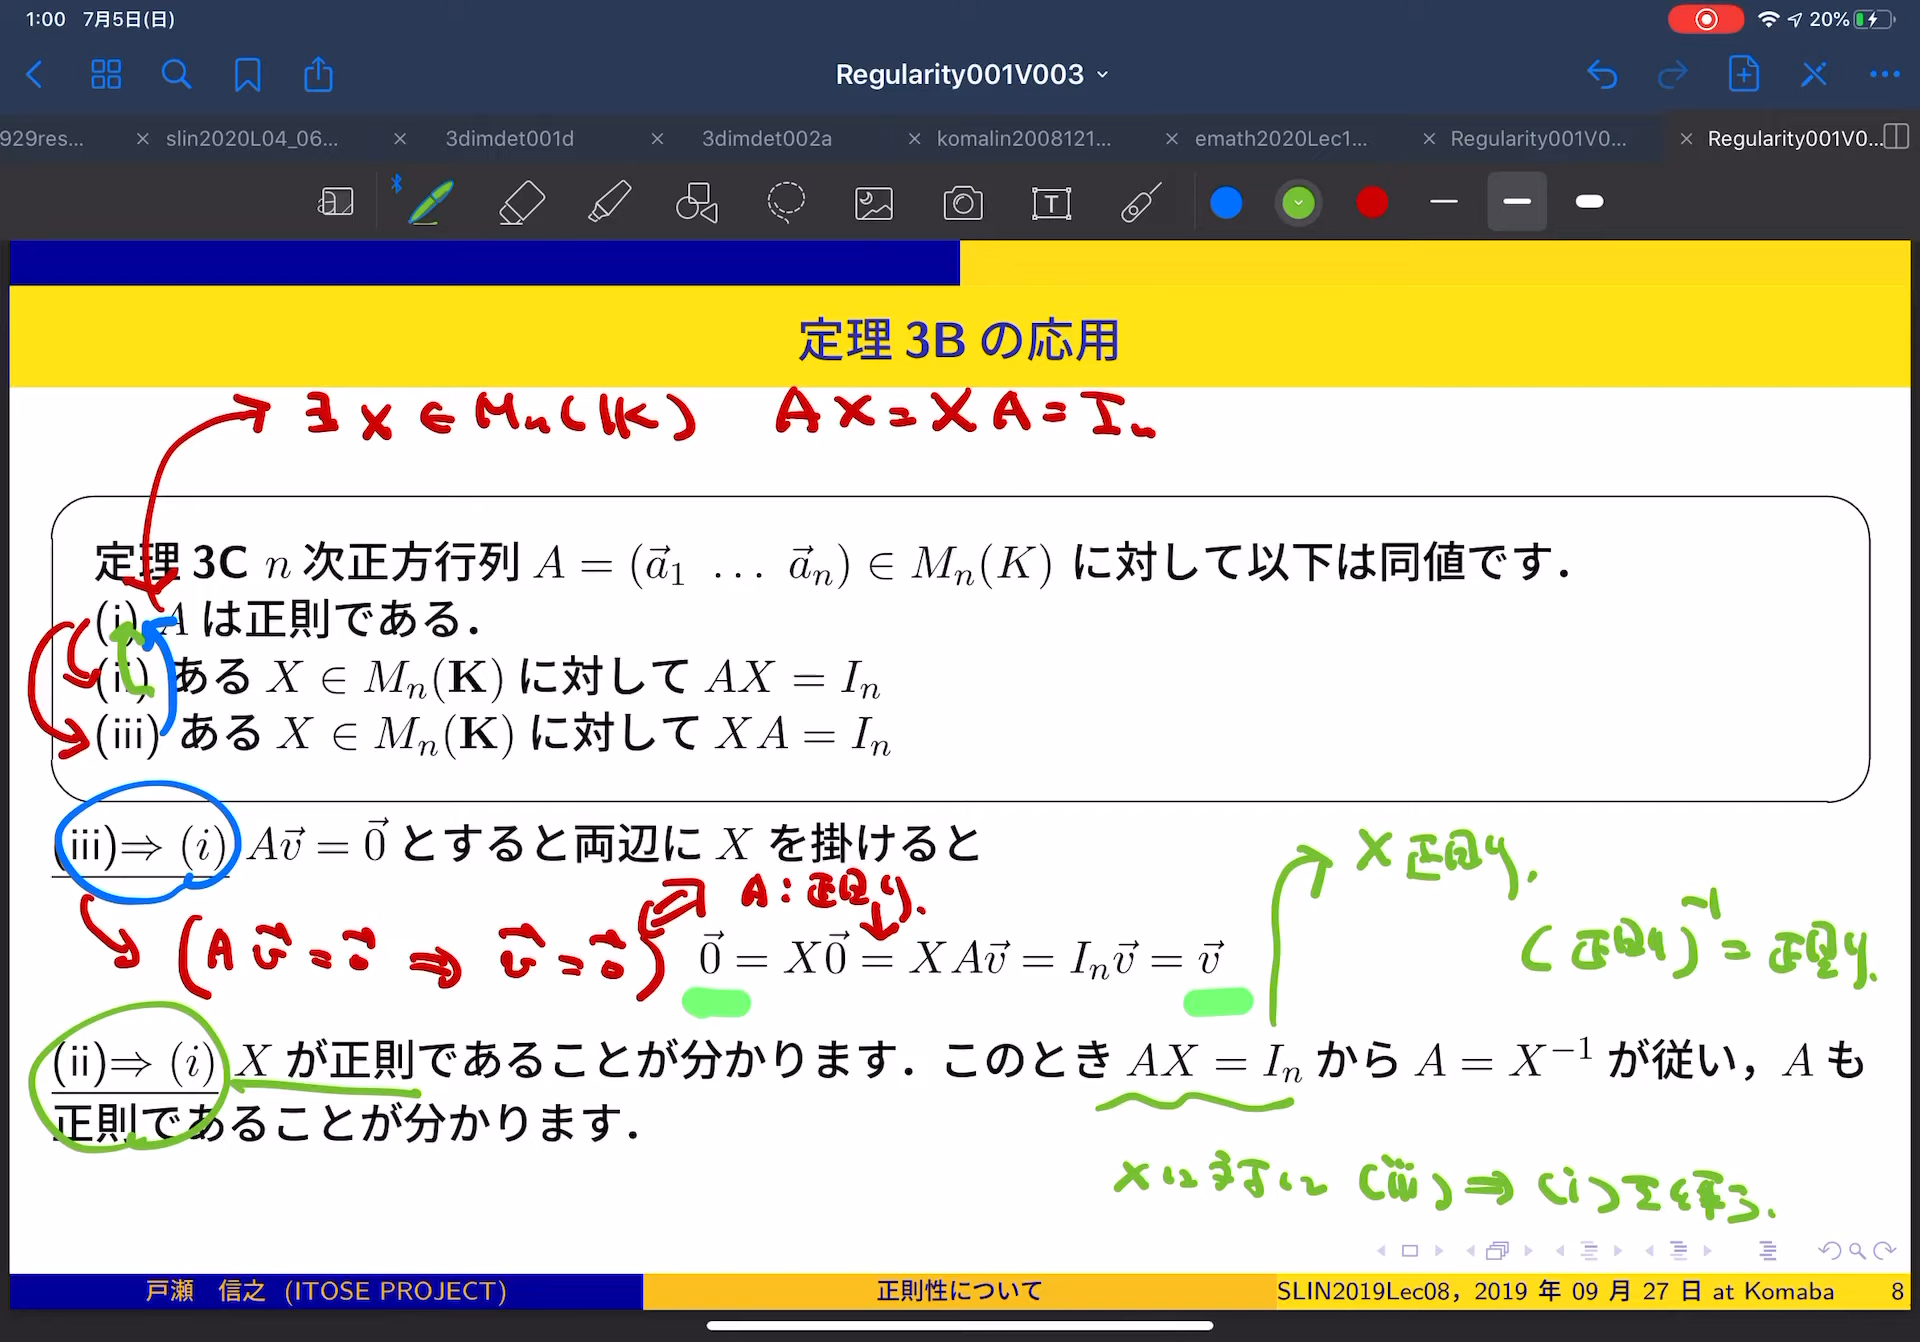 1:00 7月5日(日)
20%
Regularity001V003
929res...
slin2020L04_06...
3dimdet001d
3dimdet002a
komalin2008121...
emath2020Lec1...
Regularity001V0...
Regularity001V0...
定理 3B の応用
∃ X ∈ Mn(K) AX = XA = In
定理 3C n 次正方行列 A = (a⃗1 ... a⃗n) ∈ Mn(K) に対して以下は同値です．
(i) A は正則である．
(ii) ある X ∈ Mn(K) に対して AX = In
(iii) ある X ∈ Mn(K) に対して XA = In
(iii)⇒ (i) Av⃗ = 0⃗ とすると両辺に X を掛けると
X 正則.
A : 正則.
(Av⃗ = 0⃗ ⇒ v⃗ = 0⃗)
0⃗ = X0⃗ = XAv⃗ = Inv⃗ = v⃗
(正則)⁻¹ = 正則.
(ii)⇒ (i) X が正則であることが分かります．このとき AX = In から A = X⁻¹ が従い，A も
正則であることが分かります．
X に対して (iii) ⇒ (i) を使う.
戸瀬 信之 (ITOSE PROJECT)
正則性について
SLIN2019Lec08，2019 年 09 月 27 日 at Komaba
8